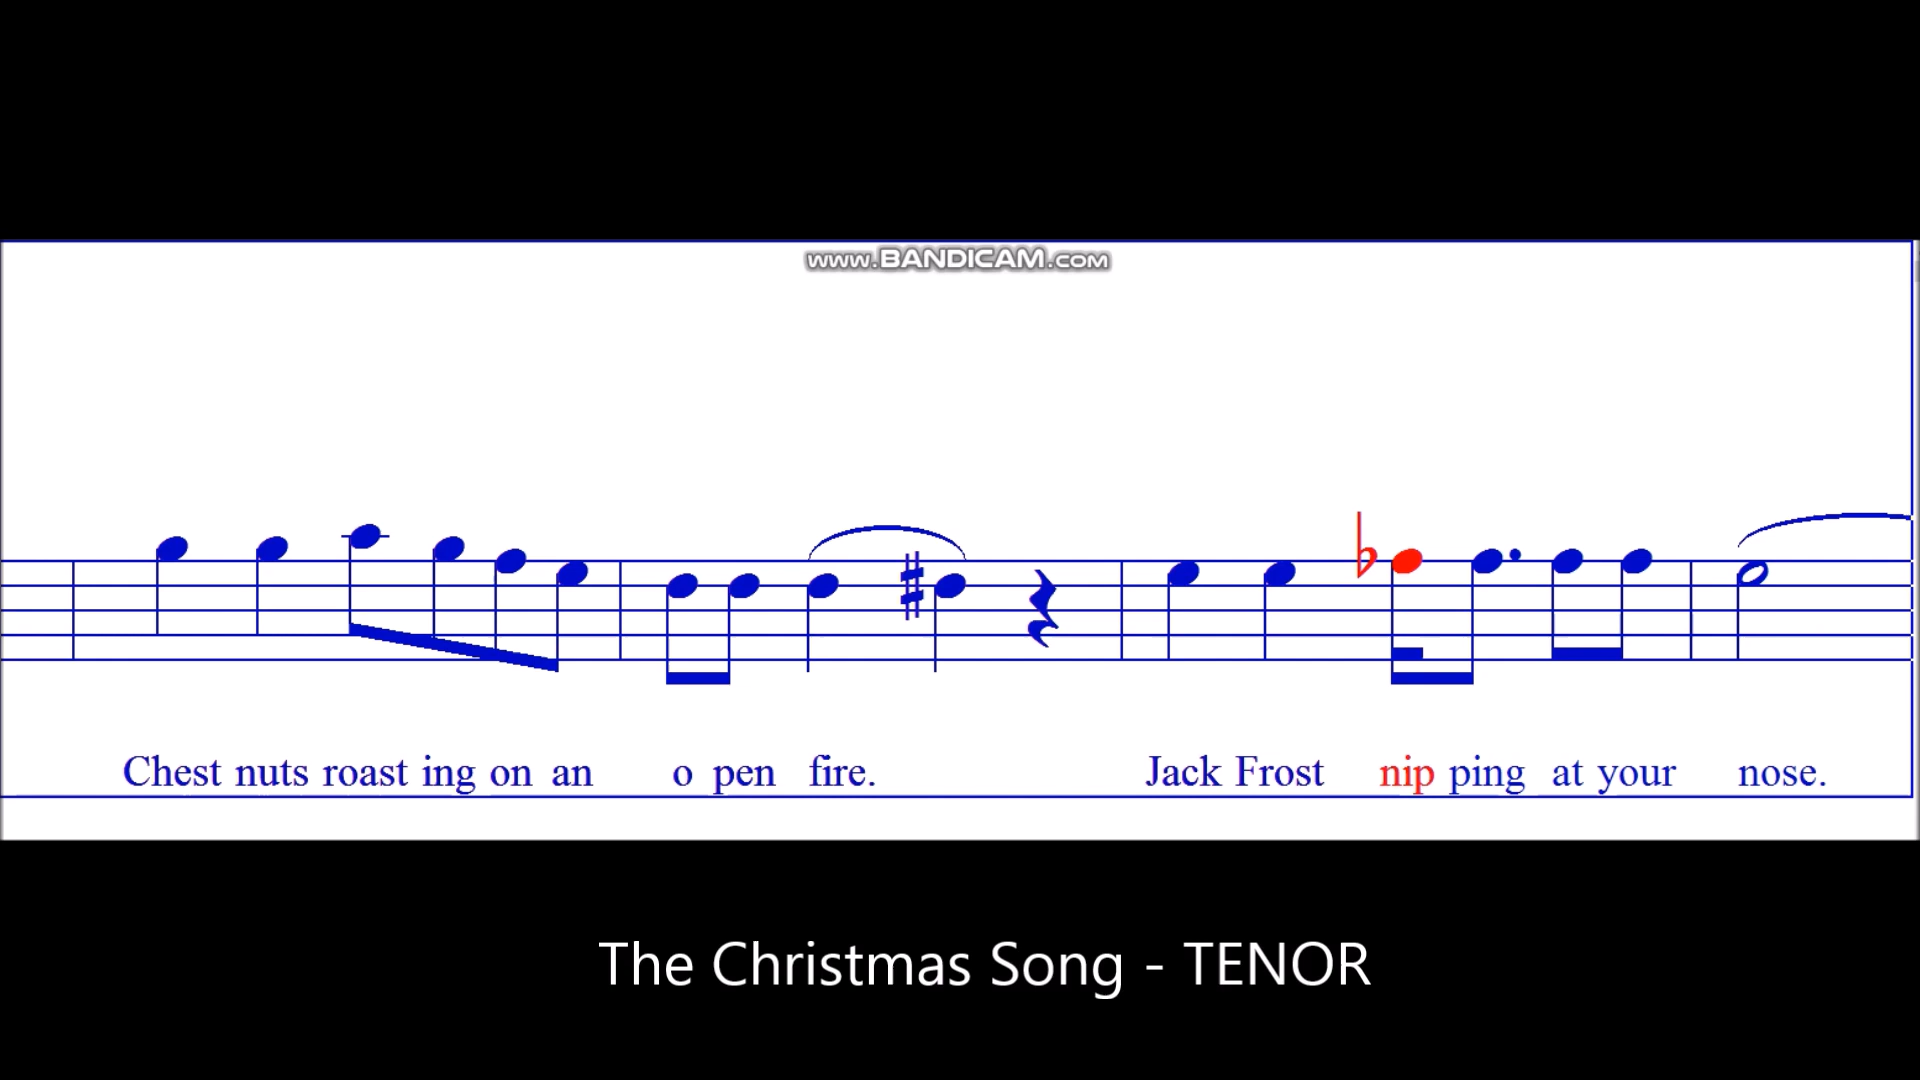 www.BANDICAM.com
Chest nuts roast ing on an o pen fire. Jack Frost nip ping at your nose.
The Christmas Song - TENOR